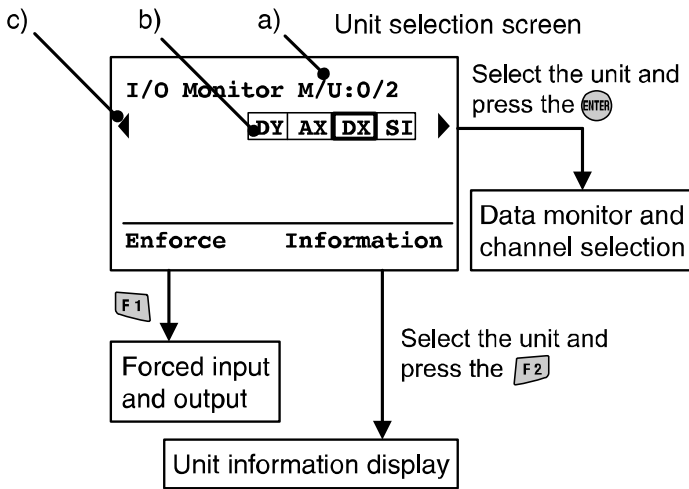 c) b) a) Unit selection screen
I/O Monitor M/U:0/2
DY AX DX SI
Enforce Information
Select the unit and
press the ENTER
Data monitor and
channel selection
F1
Forced input
and output
Select the unit and
press the F2
Unit information display